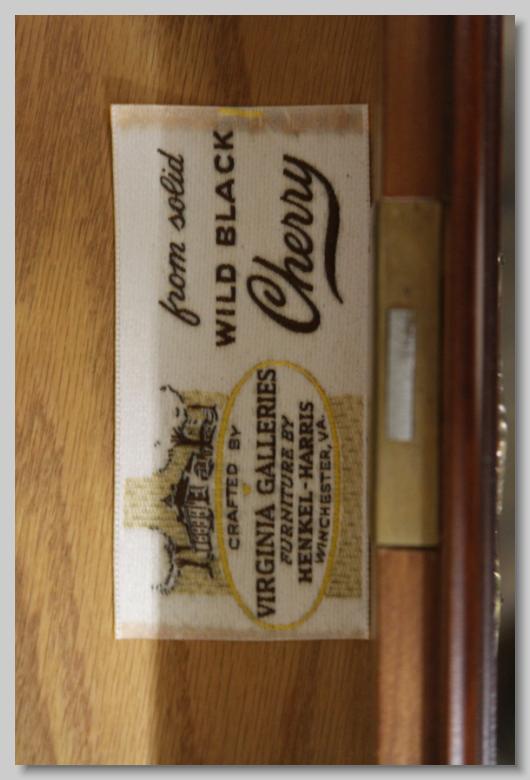 CRAFTED BY
VIRGINIA GALLERIES
FURNITURE BY
HENKEL-HARRIS
WINCHESTER, VA.
from solid
WILD BLACK
Cherry